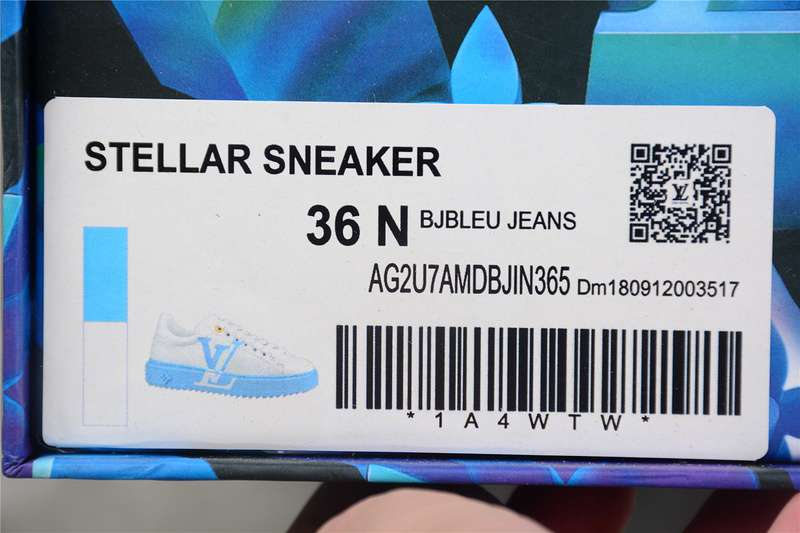 STELLAR SNEAKER
36 N BJBLEU JEANS
AG2U7AMDBJIN365 Dm180912003517
*1A4WTW*